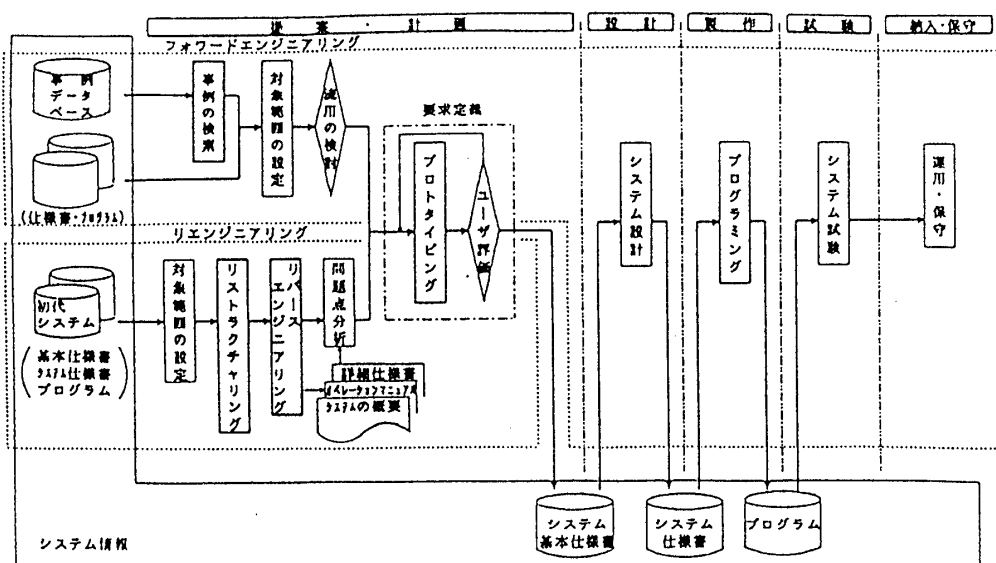 提案・計画
設計
製作
試験
納入・保守
フォワードエンジニアリング
事例
データ
ベース
事例の検索
対象範囲の設定
流用の検討
(仕様書・プログラム)
要求定義
プロトタイピング
ユーザ評価
システム設計
プログラミング
システム試験
運用・保守
リエンジニアリング
初代
システム
基本仕様書
システム仕様書
プログラム
対象範囲の設定
リストラクチャリング
リバース
エンジニアリング
問題点分析
詳細仕様書
オペレーションマニュアル
システムの概要
システム
基本仕様書
システム
仕様書
プログラム
システム情報